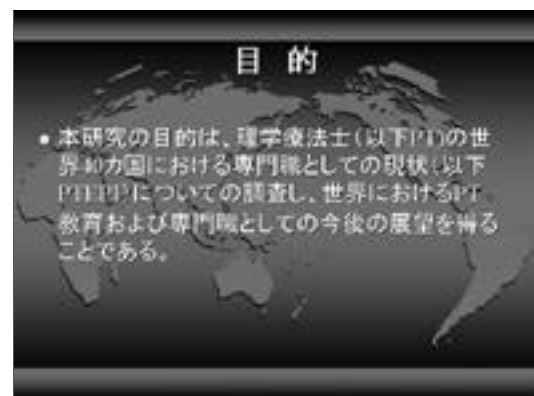 目 的
• 本研究の目的は、理学療法士(以下PT)の世
界40カ国における専門職としての現状(以下
についての調査し、世界におけるPT
教育および専門職としての今後の展望を得る
ことである。